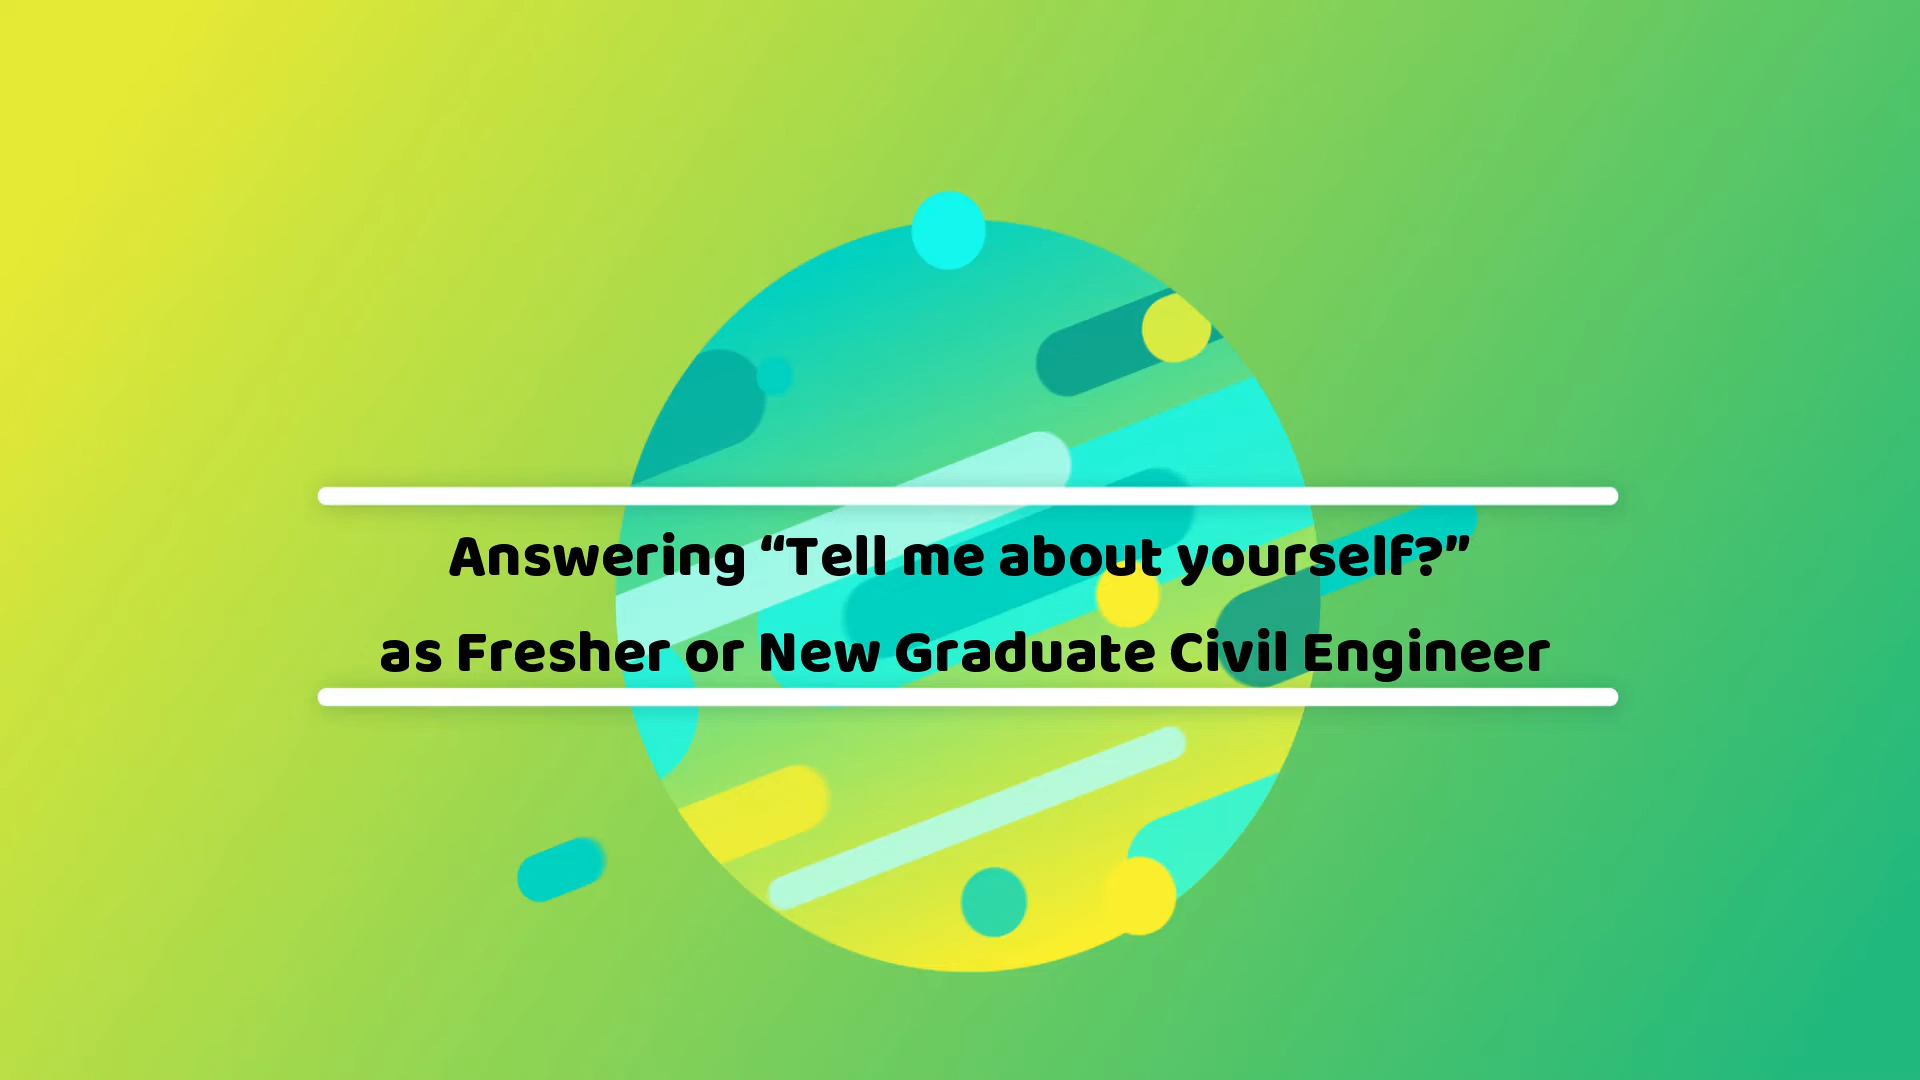 Answering “Tell me about yourself?”
as Fresher or New Graduate Civil Engineer